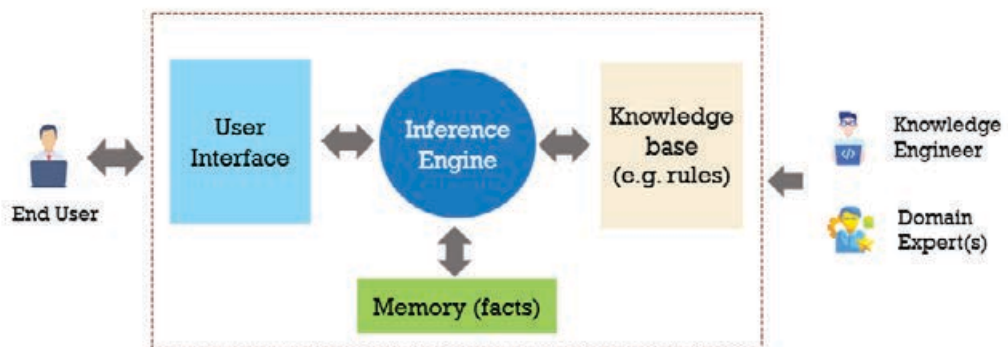 User
Interface
Inference
Engine
Knowledge
base
(e.g. rules)
Memory (facts)
End User
Knowledge
Engineer
Domain
Expert(s)